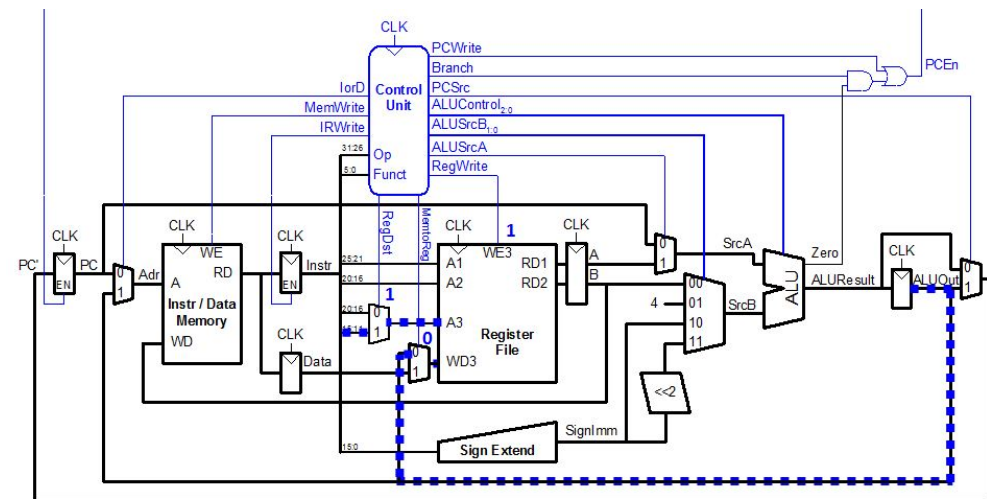 CLK
PCWrite
Branch
PCEn
IorD
Control
Unit
PCSrc
MemWrite
ALUControl2:0
IRWrite
ALUSrcB1:0
31:26
Op
ALUSrcA
5:0
Funct
RegWrite
RegDst
MemtoReg
CLK
CLK
CLK
CLK
1
CLK
CLK
PC'
PC
EN
0
1
Adr
WE
A
RD
Instr / Data
Memory
WD
EN
Instr
25:21
A1
WE3
RD1
A
0
1
SrcA
Zero
ALU
ALUResult
ALUOut
0
1
20:16
A2
RD2
B
00
4
01
SrcB
10
11
20:16
0
1
1
A3
Register
File
CLK
Data
0
0
1
WD3
<<2
15:0
Sign Extend
SignImm